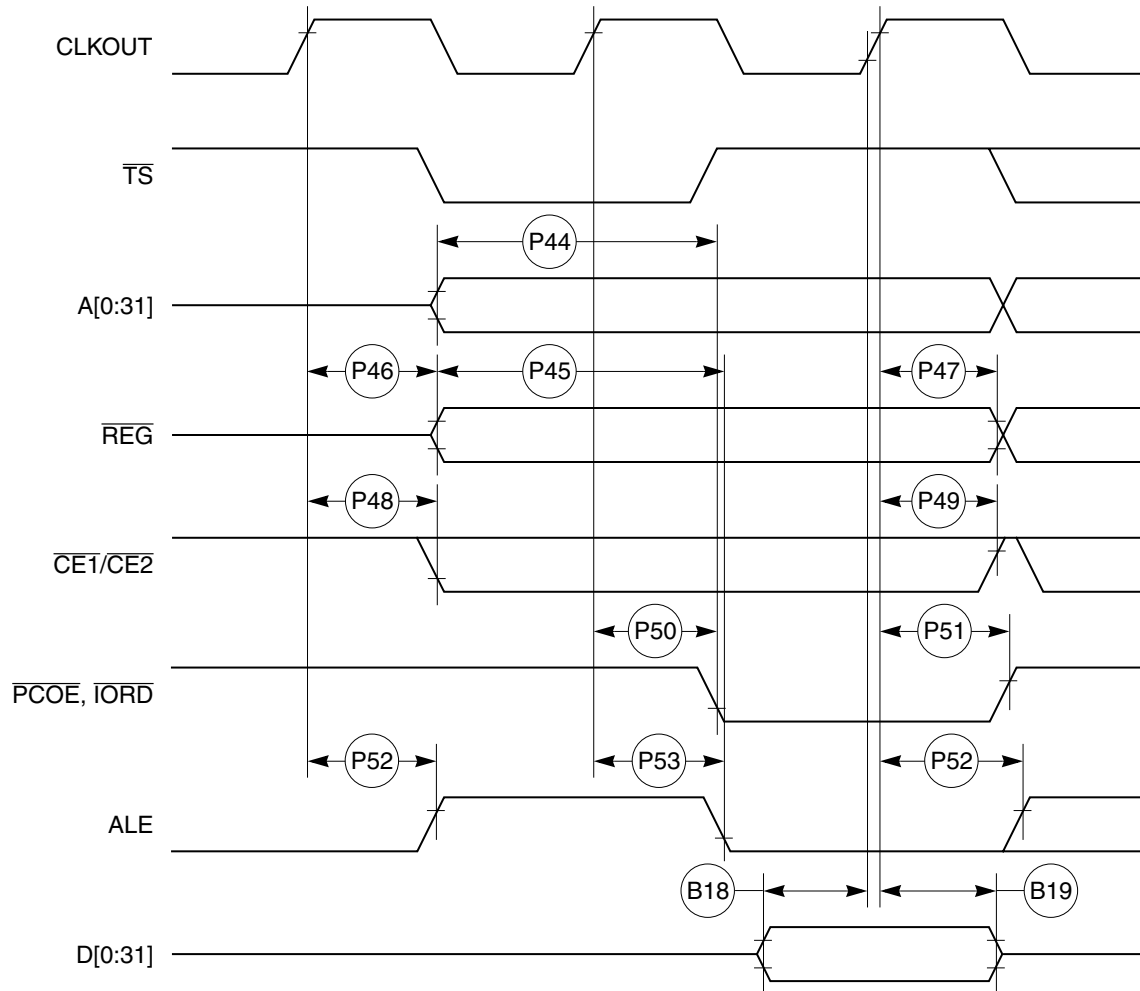 CLKOUT
TS
P44
A[0:31]
P46
P45
P47
REG
P48
P49
CE1/CE2
P50
P51
PCOE, IORD
P52
P53
P52
ALE
B18
B19
D[0:31]